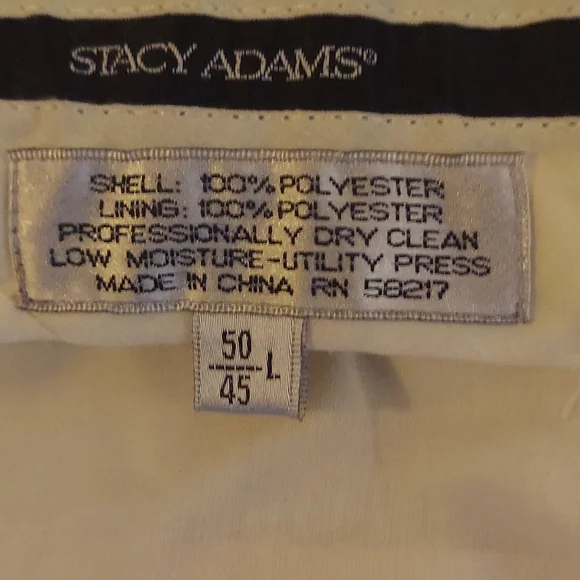 STACY ADAMS®
SHELL: 100% POLYESTER
LINING: 100% POLYESTER
PROFESSIONALLY DRY CLEAN
LOW MOISTURE-UTILITY PRESS
MADE IN CHINA RN 58217
50
L
45